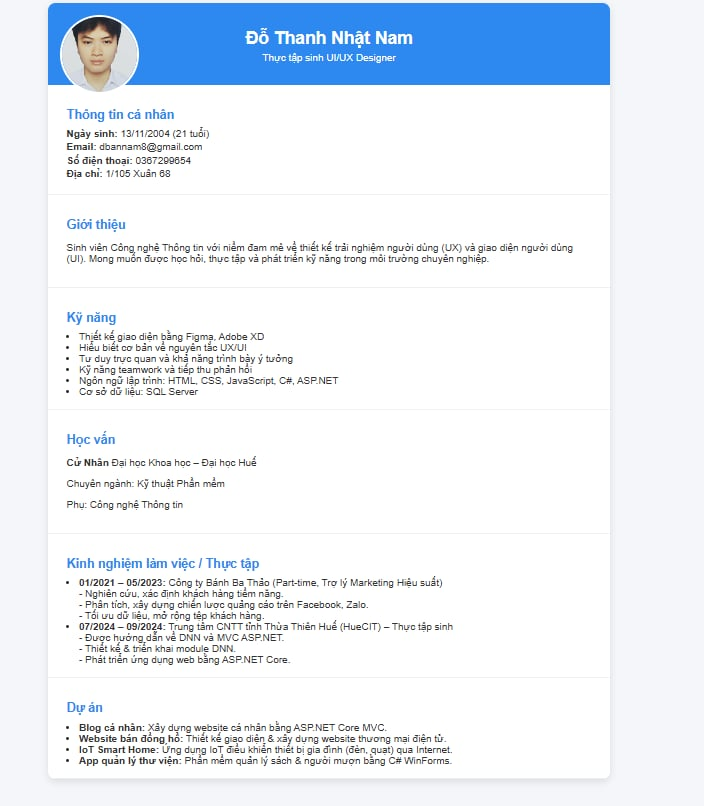 Đỗ Thanh Nhật Nam
Thực tập sinh UI/UX Designer
Thông tin cá nhân
Ngày sinh: 13/11/2004 (21 tuổi)
Email: dbannam8@gmail.com
Số điện thoại: 0367299654
Địa chỉ: 1/105 Xuân 68
Giới thiệu
Sinh viên Công nghệ Thông tin với niềm đam mê về thiết kế trải nghiệm người dùng (UX) và giao diện người dùng
(UI). Mong muốn được học hỏi, thực tập và phát triển kỹ năng trong môi trường chuyên nghiệp.
Kỹ năng
• Thiết kế giao diện bằng Figma, Adobe XD
• Hiểu biết cơ bản về nguyên tắc UX/UI
• Tư duy trực quan và khả năng trình bày ý tưởng
• Kỹ năng teamwork và tiếp thu phản hồi
• Ngôn ngữ lập trình: HTML, CSS, JavaScript, C#, ASP.NET
• Cơ sở dữ liệu: SQL Server
Học vấn
Cử Nhân Đại học Khoa học – Đại học Huế
Chuyên ngành: Kỹ thuật Phần mềm
Phụ: Công nghệ Thông tin
Kinh nghiệm làm việc / Thực tập
• 01/2021 – 05/2023: Công ty Bánh Ba Thảo (Part-time, Trợ lý Marketing Hiệu suất)
- Nghiên cứu, xác định khách hàng tiềm năng.
- Phân tích, xây dựng chiến lược quảng cáo trên Facebook, Zalo.
- Tối ưu dữ liệu, mở rộng tệp khách hàng.
• 07/2024 – 09/2024: Trung tâm CNTT tỉnh Thừa Thiên Huế (HueCIT) – Thực tập sinh
- Được hướng dẫn về DNN và MVC ASP.NET.
- Thiết kế & triển khai module DNN.
- Phát triển ứng dụng web bằng ASP.NET Core.
Dự án
• Blog cá nhân: Xây dựng website cá nhân bằng ASP.NET Core MVC.
• Website bán đồng hồ: Thiết kế giao diện & xây dựng website thương mại điện tử.
• IoT Smart Home: Ứng dụng IoT điều khiển thiết bị gia đình (đèn, quạt) qua Internet.
• App quản lý thư viện: Phần mềm quản lý sách & người mượn bằng C# WinForms.